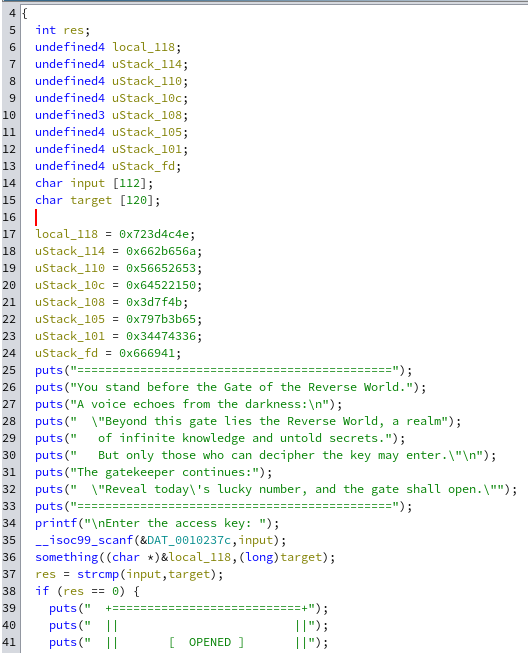 4 {
5 int res;
6 undefined4 local_118;
7 undefined4 uStack_114;
8 undefined4 uStack_110;
9 undefined4 uStack_10c;
10 undefined3 uStack_108;
11 undefined4 uStack_105;
12 undefined4 uStack_101;
13 undefined4 uStack_fd;
14 char input [112];
15 char target [120];
16
17 local_118 = 0x723d4c4e;
18 uStack_114 = 0x662b656a;
19 uStack_110 = 0x56652653;
20 uStack_10c = 0x64522150;
21 uStack_108 = 0x3d7f4b;
22 uStack_105 = 0x797b3b65;
23 uStack_101 = 0x34474336;
24 uStack_fd = 0x666941;
25 puts("=============================================");
26 puts("You stand before the Gate of the Reverse World.");
27 puts("A voice echoes from the darkness:\n");
28 puts("  \"Beyond this gate lies the Reverse World, a realm");
29 puts("   of infinite knowledge and untold secrets.");
30 puts("   But only those who can decipher the key may enter.\"\n");
31 puts("The gatekeeper continues:");
32 puts("  \"Reveal today\'s lucky number, and the gate shall open.\"");
33 puts("=============================================");
34 printf("\nEnter the access key: ");
35 __isoc99_scanf(&DAT_0010237c,input);
36 something((char *)&local_118,(long)target);
37 res = strcmp(input,target);
38 if (res == 0) {
39 puts("  +===========================+");
40 puts("  ||                         ||");
41 puts("  ||       [  OPENED ]       ||");